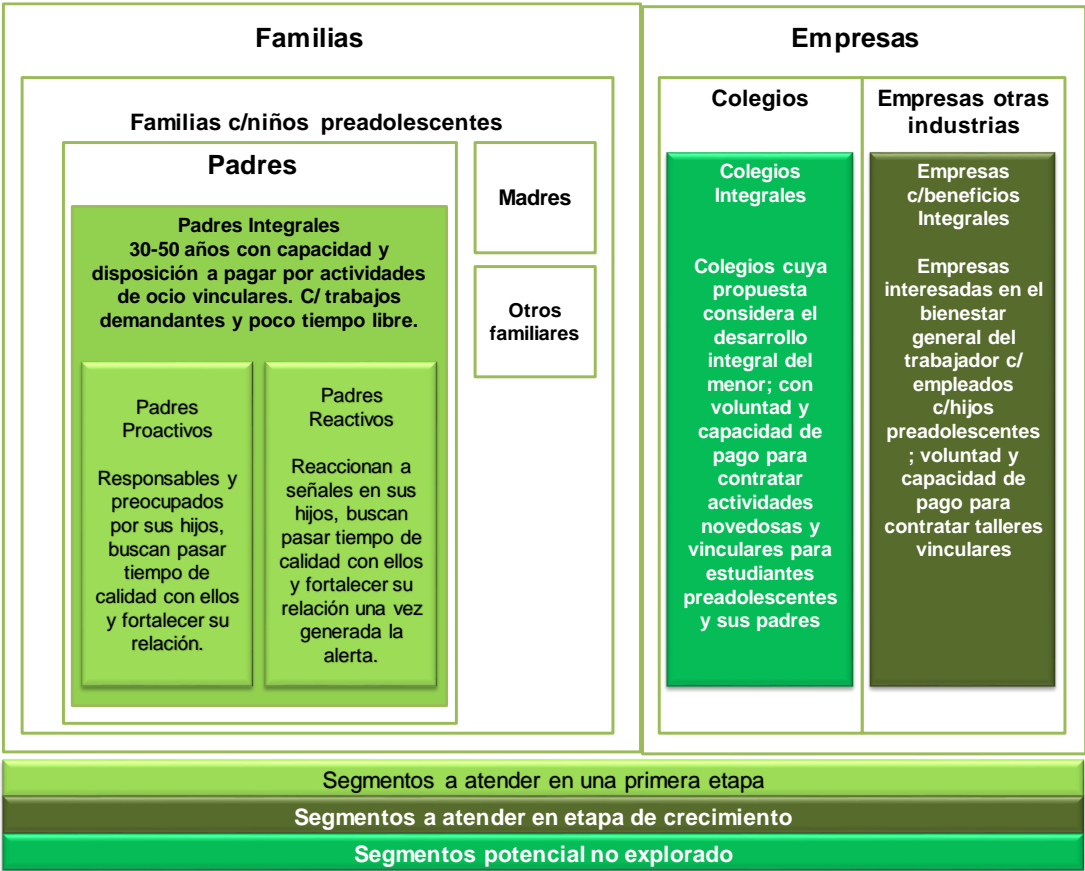 Familias
Familias c/niños preadolescentes
Padres
Padres Integrales
30-50 años con capacidad y
disposición a pagar por actividades
de ocio vinculares. C/ trabajos
demandantes y poco tiempo libre.
Padres
Proactivos
Responsables y
preocupados
por sus hijos,
buscan pasar
tiempo de
calidad con ellos
y fortalecer su
relación.
Padres
Reactivos
Reaccionan a
señales en sus
hijos, buscan
pasar tiempo de
calidad con ellos
y fortalecer su
relación una vez
generada la
alerta.
Madres
Otros
familiares
Empresas
Colegios
Colegios
Integrales
Colegios cuya
propuesta
considera el
desarrollo
integral del
menor; con
voluntad y
capacidad de
pago para
contratar
actividades
novedosas y
vinculares para
estudiantes
preadolescentes
y sus padres
Empresas otras
industrias
Empresas
c/beneficios
Integrales
Empresas
interesadas en el
bienestar
general del
trabajador c/
empleados
c/hijos
preadolescentes
; voluntad y
capacidad de
pago para
contratar talleres
vinculares
Segmentos a atender en una primera etapa
Segmentos a atender en etapa de crecimiento
Segmentos potencial no explorado